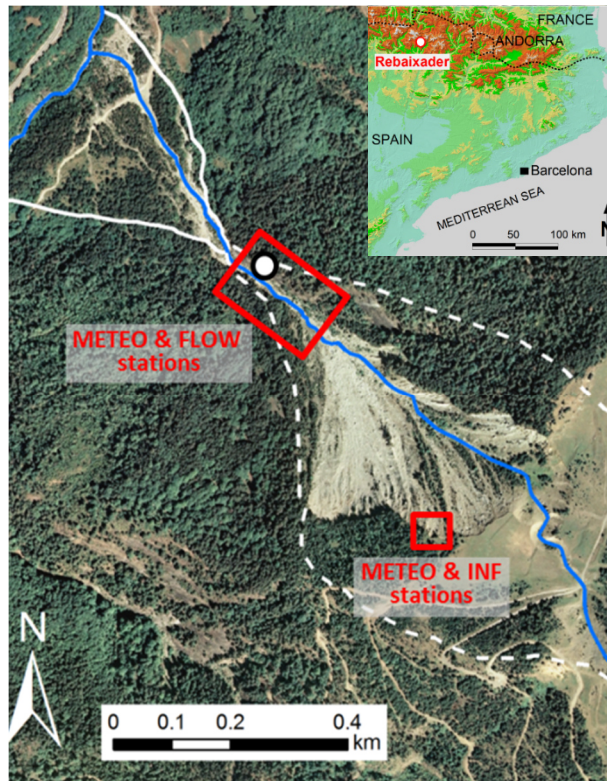 FRANCE
ANDORRA
Rebaixader
SPAIN
Barcelona
MEDITERREAN SEA
0 50 100 km
N
METEO & FLOW
stations
METEO & INF
stations
N
0 0.1 0.2 0.4
km